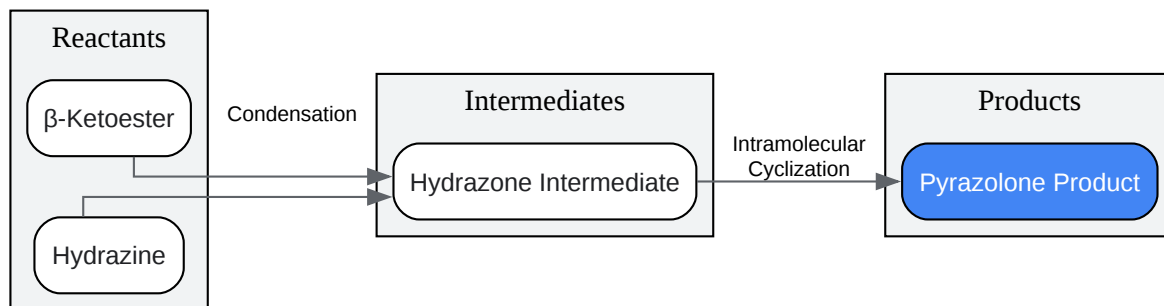 Reactants
β-Ketoester
Hydrazine
Condensation
Intermediates
Hydrazone Intermediate
Intramolecular
Cyclization
Products
Pyrazolone Product